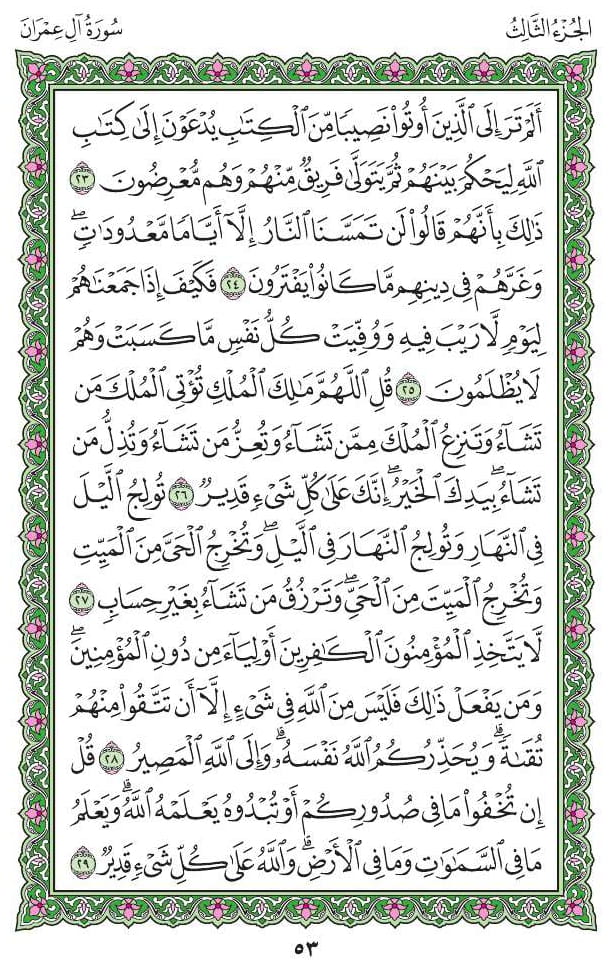 الجُزْءُ الثَّالِثُ
سُورَةُ آلِ عِمْرَانَ
أَلَمْ تَرَ إِلَى ٱلَّذِينَ أُوتُوا۟ نَصِيبًا مِّنَ ٱلْكِتَٰبِ يُدْعَوْنَ إِلَىٰ كِتَٰبِ
ٱللَّهِ لِيَحْكُمَ بَيْنَهُمْ ثُمَّ يَتَوَلَّىٰ فَرِيقٌ مِّنْهُمْ وَهُم مُّعْرِضُونَ ٢٣
ذَٰلِكَ بِأَنَّهُمْ قَالُوا۟ لَن تَمَسَّنَا ٱلنَّارُ إِلَّآ أَيَّامًا مَّعْدُودَٰتٍ ۖ
وَغَرَّهُمْ فِى دِينِهِم مَّا كَانُوا۟ يَفْتَرُونَ ٢٤ فَكَيْفَ إِذَا جَمَعْنَٰهُمْ
لِيَوْمٍ لَّا رَيْبَ فِيهِ وَوُفِّيَتْ كُلُّ نَفْسٍ مَّا كَسَبَتْ وَهُمْ
لَا يُظْلَمُونَ ٢٥ قُلِ ٱللَّهُمَّ مَٰلِكَ ٱلْمُلْكِ تُؤْتِى ٱلْمُلْكَ مَن
تَشَآءُ وَتَنزِعُ ٱلْمُلْكَ مِمَّن تَشَآءُ وَتُعِزُّ مَن تَشَآءُ وَتُذِلُّ مَن
تَشَآءُ ۖ بِيَدِكَ ٱلْخَيْرُ ۖ إِنَّكَ عَلَىٰ كُلِّ شَىْءٍ قَدِيرٌ ٢٦ تُولِجُ ٱلَّيْلَ
فِى ٱلنَّهَارِ وَتُولِجُ ٱلنَّهَارَ فِى ٱلَّيْلِ ۖ وَتُخْرِجُ ٱلْحَىَّ مِنَ ٱلْمَيِّتِ
وَتُخْرِجُ ٱلْمَيِّتَ مِنَ ٱلْحَىِّ ۖ وَتَرْزُقُ مَن تَشَآءُ بِغَيْرِ حِسَابٍ ٢٧
لَّا يَتَّخِذِ ٱلْمُؤْمِنُونَ ٱلْكَٰفِرِينَ أَوْلِيَآءَ مِن دُونِ ٱلْمُؤْمِنِينَ ۖ
وَمَن يَفْعَلْ ذَٰلِكَ فَلَيْسَ مِنَ ٱللَّهِ فِى شَىْءٍ إِلَّآ أَن تَتَّقُوا۟ مِنْهُمْ
تُقَىٰةً ۗ وَيُحَذِّرُكُمُ ٱللَّهُ نَفْسَهُۥ ۗ وَإِلَى ٱللَّهِ ٱلْمَصِيرُ ٢٨ قُلْ
إِن تُخْفُوا۟ مَا فِى صُدُورِكُمْ أَوْ تُبْدُوهُ يَعْلَمْهُ ٱللَّهُ ۗ وَيَعْلَمُ
مَا فِى ٱلسَّمَٰوَٰتِ وَمَا فِى ٱلْأَرْضِ ۗ وَٱللَّهُ عَلَىٰ كُلِّ شَىْءٍ قَدِيرٌ ٢٩
٥٣